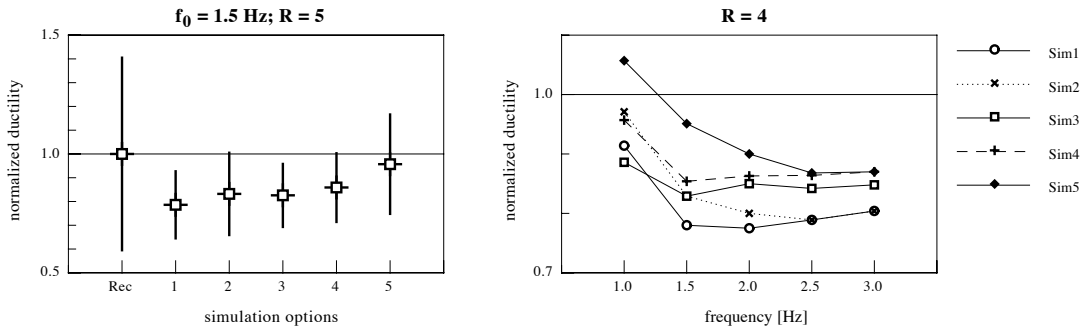 f0 = 1.5 Hz; R = 5
normalized ductility
1.5
1.0
0.5
Rec 1 2 3 4 5
simulation options
R = 4
normalized ductility
1.0
0.7
1.0 1.5 2.0 2.5 3.0
frequency [Hz]
Sim1
Sim2
Sim3
Sim4
Sim5